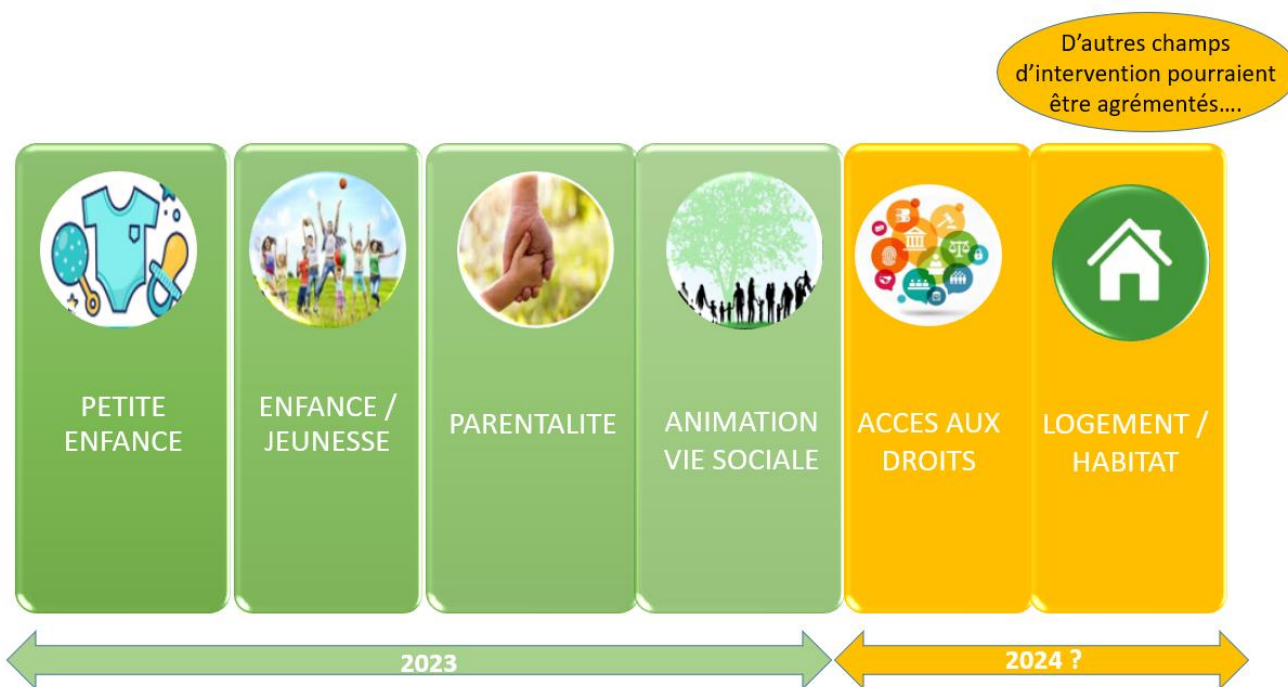 D’autres champs
d’intervention pourraient
être agrémentés....
PETITE
ENFANCE
ENFANCE /
JEUNESSE
PARENTALITE
ANIMATION
VIE SOCIALE
ACCES AUX
DROITS
LOGEMENT /
HABITAT
2023
2024 ?